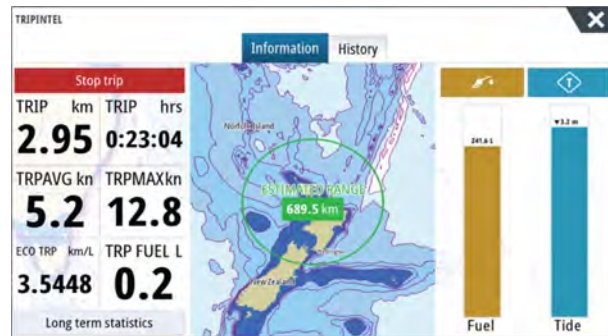 TRIPINTEL
Information History
Stop trip
TRIP km TRIP hrs
2.95 0:23:04
TRPAVG kn TRPMAX kn
5.2 12.8
ECO TRP km/L TRP FUEL L
3.5448 0.2
Long term statistics
Norfolk Island
ESTIMATED RANGE
689.5 km
New Zealand
241.6 L
▼3.2 m
T
Fuel Tide